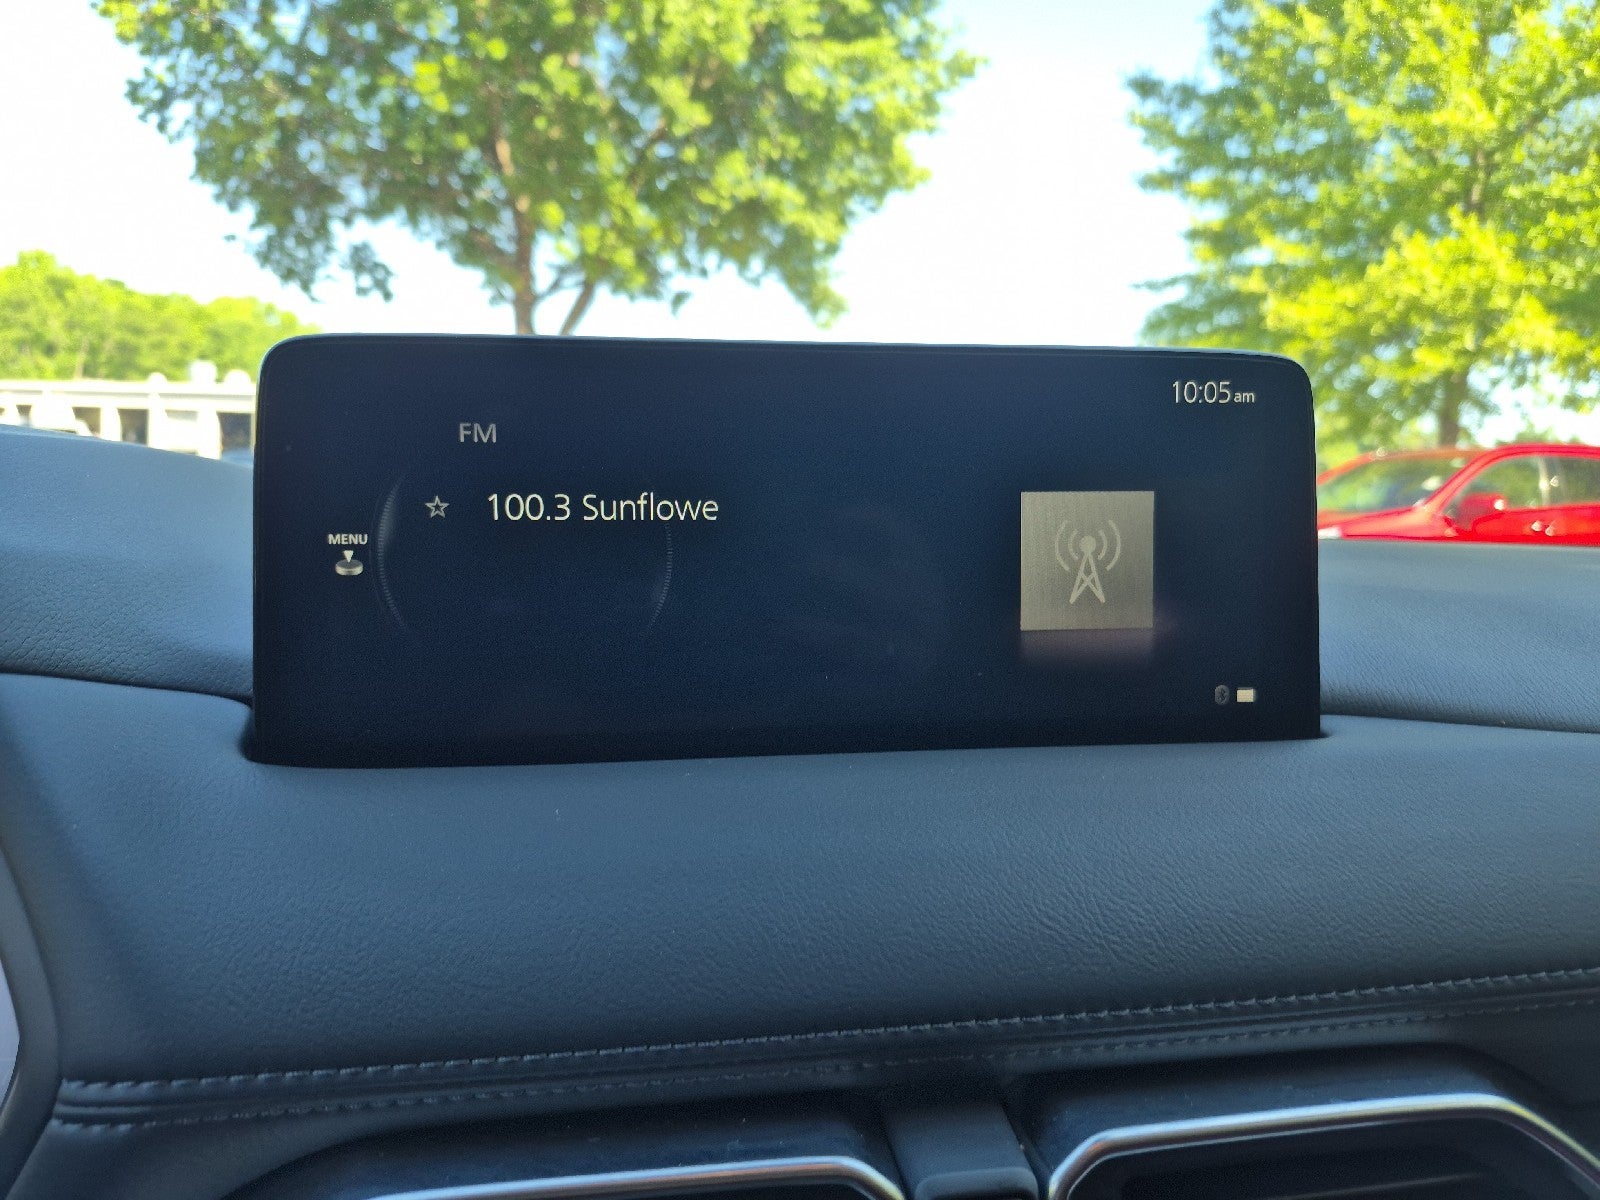 10:05am
FM
☆ 100.3 Sunflowe
MENU